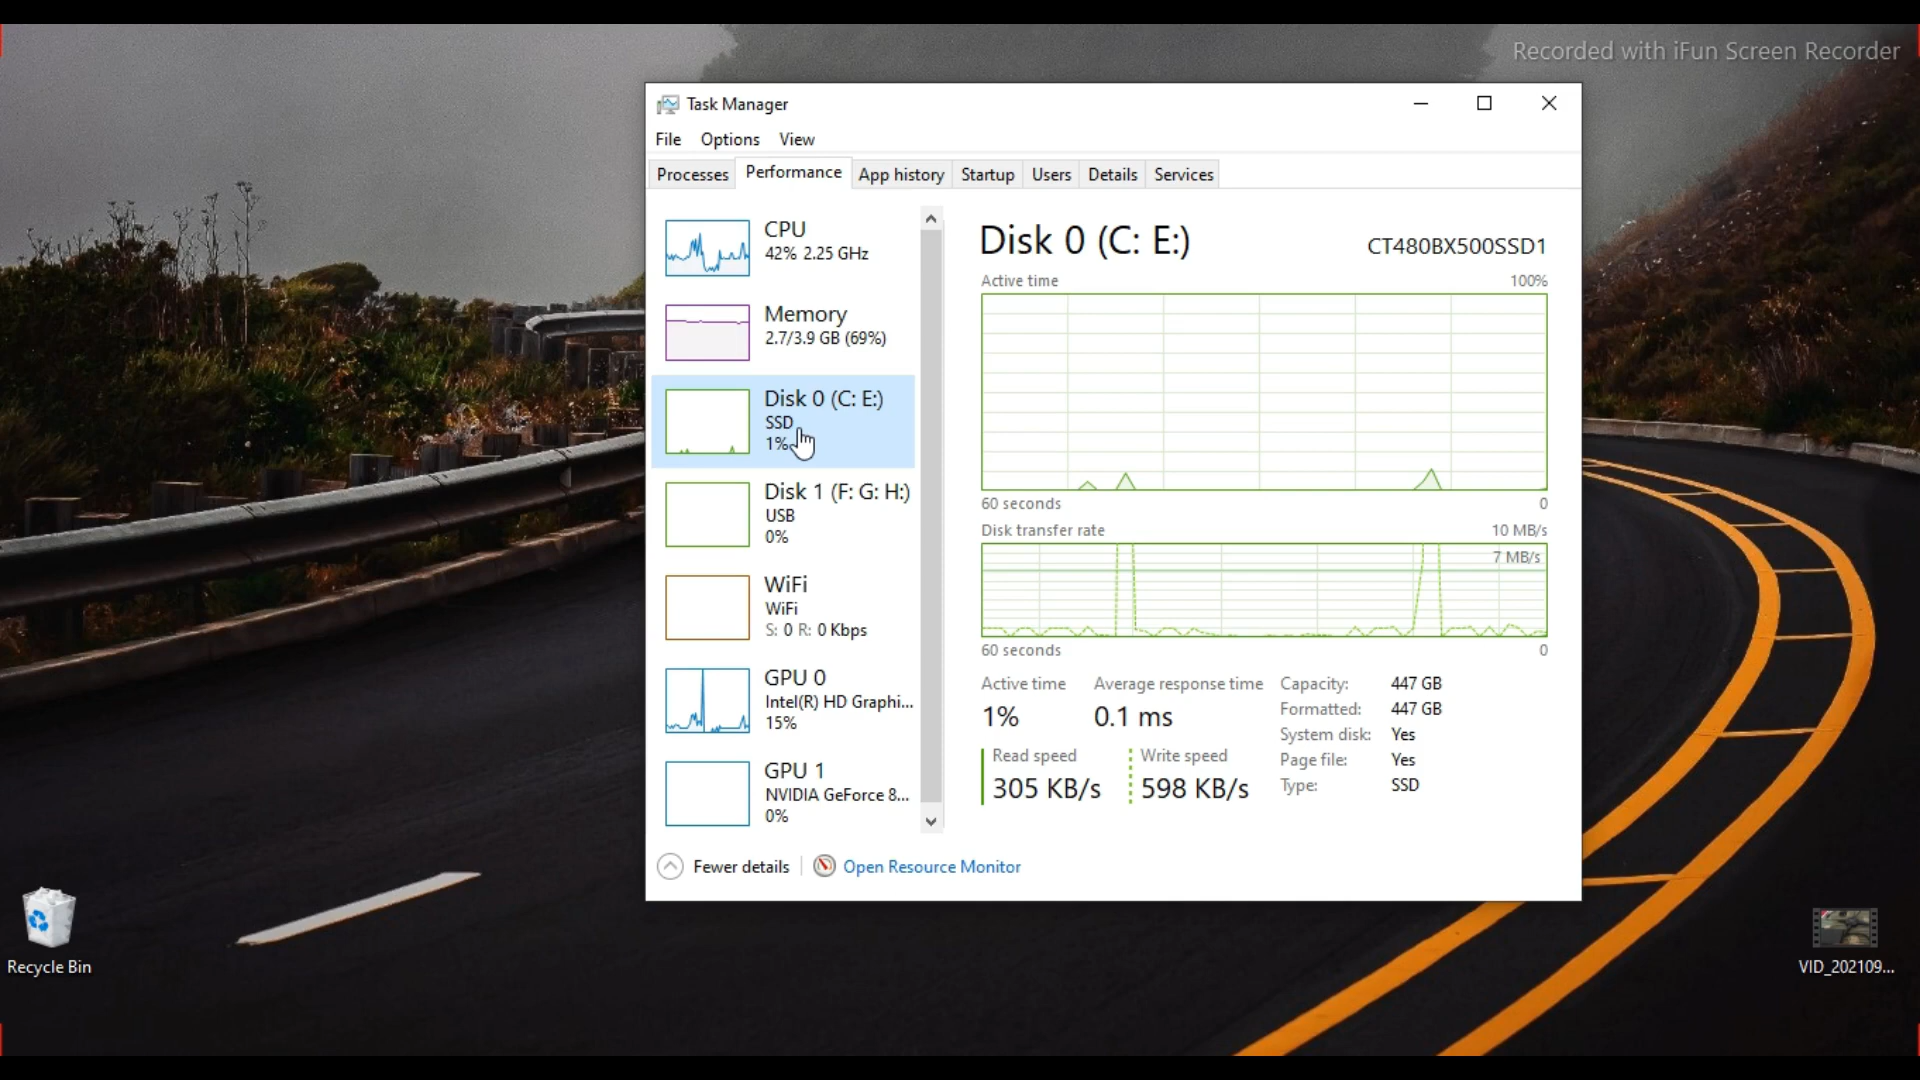 Recorded with iFun Screen Recorder
Task Manager
File Options View
Processes Performance App history Startup Users Details Services
CPU
42% 2.25 GHz
Memory
2.7/3.9 GB (69%)
Disk 0 (C: E:)
SSD
1%
Disk 1 (F: G: H:)
USB
0%
WiFi
WiFi
S: 0 R: 0 Kbps
GPU 0
Intel(R) HD Graphi...
15%
GPU 1
NVIDIA GeForce 8...
0%
Disk 0 (C: E:) CT480BX500SSD1
Active time 100%
60 seconds 0
Disk transfer rate 10 MB/s
7 MB/s
60 seconds 0
Active time Average response time
1% 0.1 ms
Read speed Write speed
305 KB/s 598 KB/s
Capacity: 447 GB
Formatted: 447 GB
System disk: Yes
Page file: Yes
Type: SSD
Fewer details Open Resource Monitor
Recycle Bin
VID_202109...